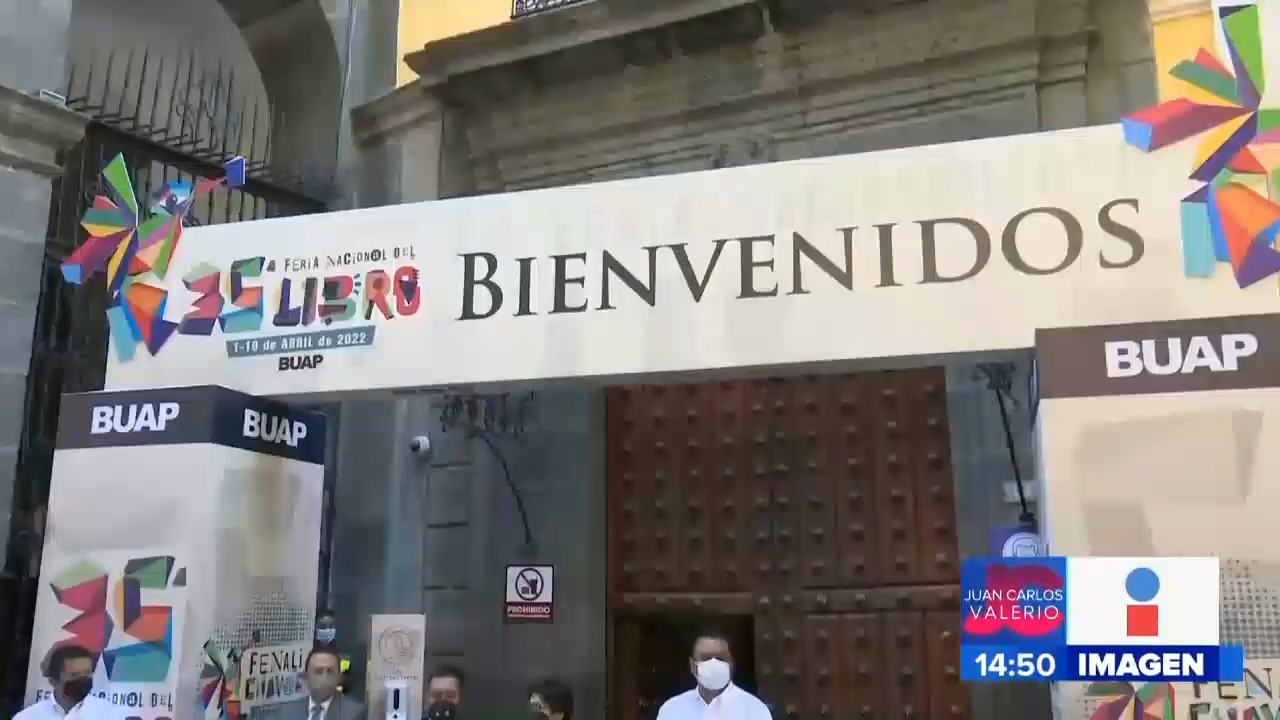 35ª FERIA NACIONAL DEL
LIBRO
1-10 de ABRIL de 2022
BUAP
BIENVENIDOS
BUAP
BUAP
BUAP
35
FENALI
PROHIBIDO
JUAN CARLOS
VALERIO
14:50 IMAGEN